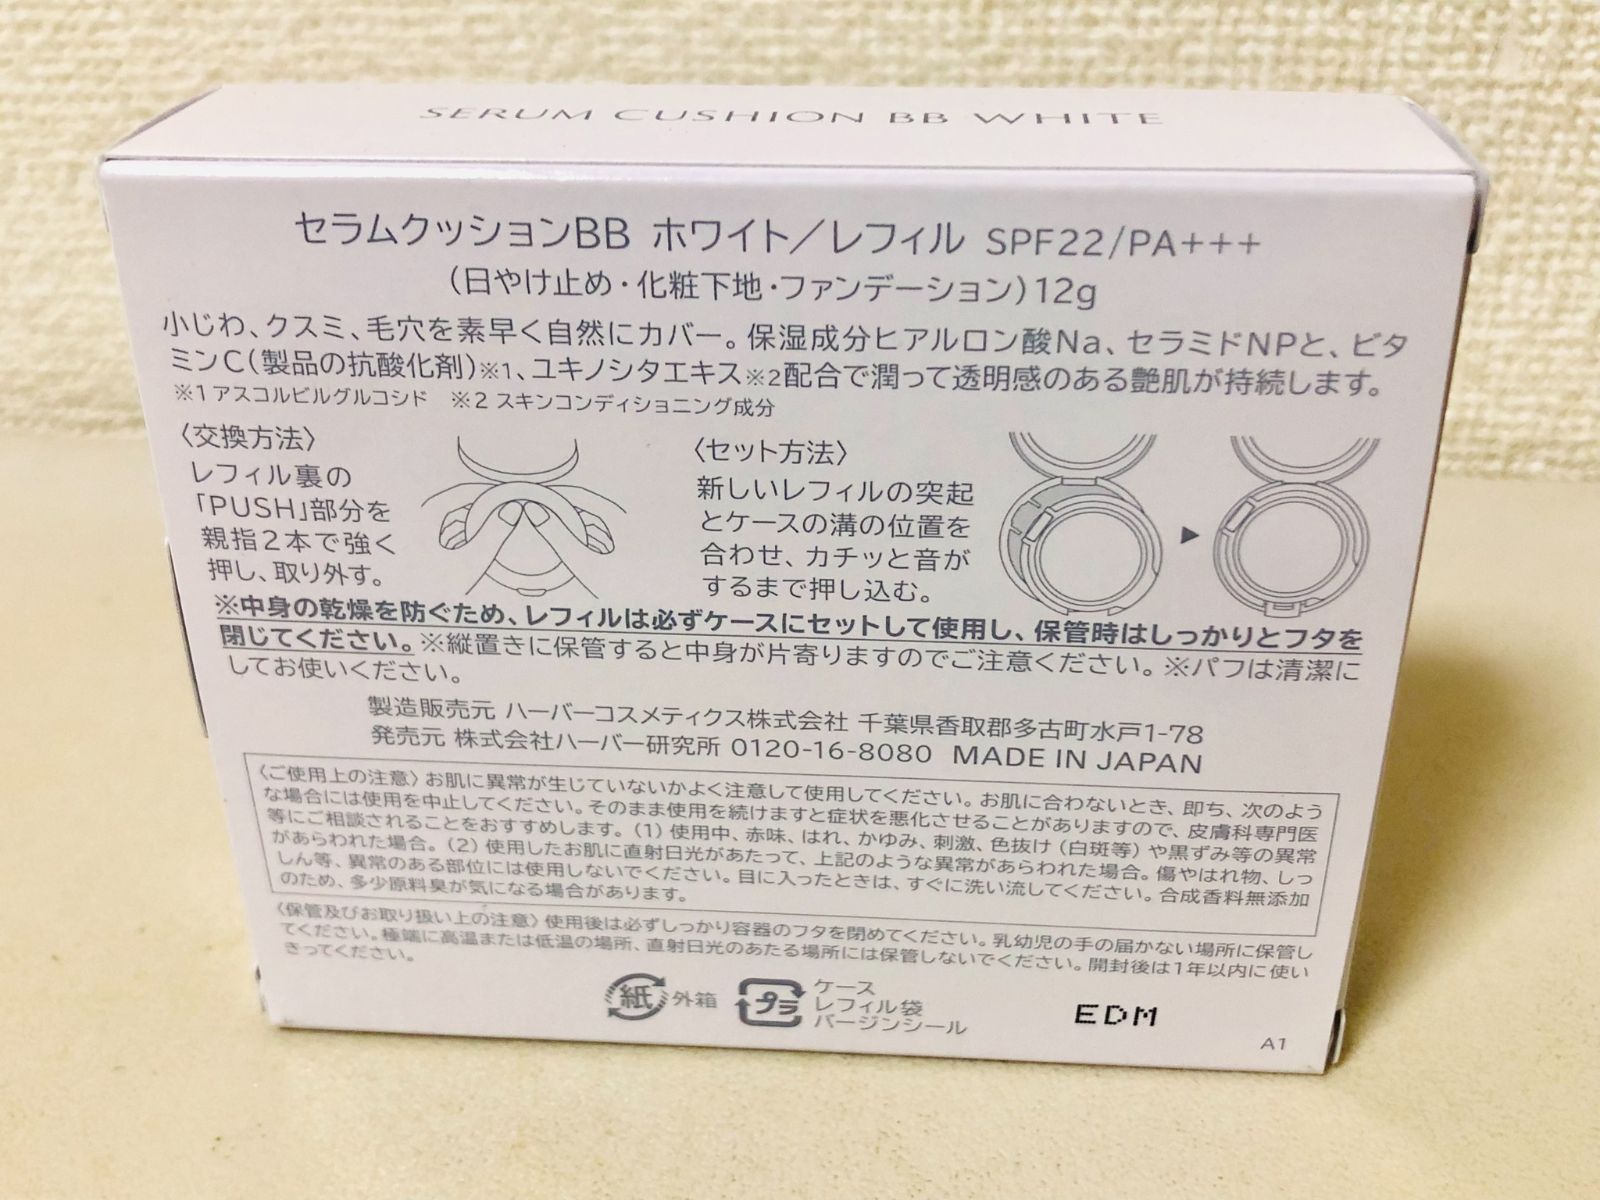 SERUM CUSHION BB WHITE
セラムクッションBB ホワイト／レフィル SPF22/PA+++
（日やけ止め・化粧下地・ファンデーション）12g
小じわ、クスミ、毛穴を素早く自然にカバー。保湿成分ヒアルロン酸Na、セラミドNPと、ビタ
ミンC（製品の抗酸化剤）※1、ユキノシタエキス※2配合で潤って透明感のある艶肌が持続します。
※1 アスコルビルグルコシド ※2 スキンコンディショニング成分
〈交換方法〉
レフィル裏の
「PUSH」部分を
親指2本で強く
押し、取り外す。
〈セット方法〉
新しいレフィルの突起
とケースの溝の位置を
合わせ、カチッと音が
するまで押し込む。
※中身の乾燥を防ぐため、レフィルは必ずケースにセットして使用し、保管時はしっかりとフタを
閉じてください。※縦置きに保管すると中身が片寄りますのでご注意ください。※パフは清潔に
してお使いください。
製造販売元 ハーバーコスメティクス株式会社 千葉県香取郡多古町水戸1-78
発売元 株式会社ハーバー研究所 0120-16-8080 MADE IN JAPAN
〈ご使用上の注意〉お肌に異常が生じていないかよく注意して使用してください。お肌に合わないとき、即ち、次のよう
な場合には使用を中止してください。そのまま使用を続けますと症状を悪化させることがありますので、皮膚科専門医
等にご相談されることをおすすめします。（1）使用中、赤味、はれ、かゆみ、刺激、色抜け（白斑等）や黒ずみ等の異常
があらわれた場合。（2）使用したお肌に直射日光があたって、上記のような異常があらわれた場合。傷やはれ物、しっ
しん等、異常のある部位には使用しないでください。目に入ったときは、すぐに洗い流してください。合成香料無添加
のため、多少原料臭が気になる場合があります。
〈保管及びお取り扱い上の注意〉使用後は必ずしっかり容器のフタを閉めてください。乳幼児の手の届かない場所に保管し
てください。極端に高温または低温の場所、直射日光のあたる場所には保管しないでください。開封後は1年以内に使い
きってください。
紙 外箱
プラ ケース
レフィル袋
バージンシール
EDM
A1